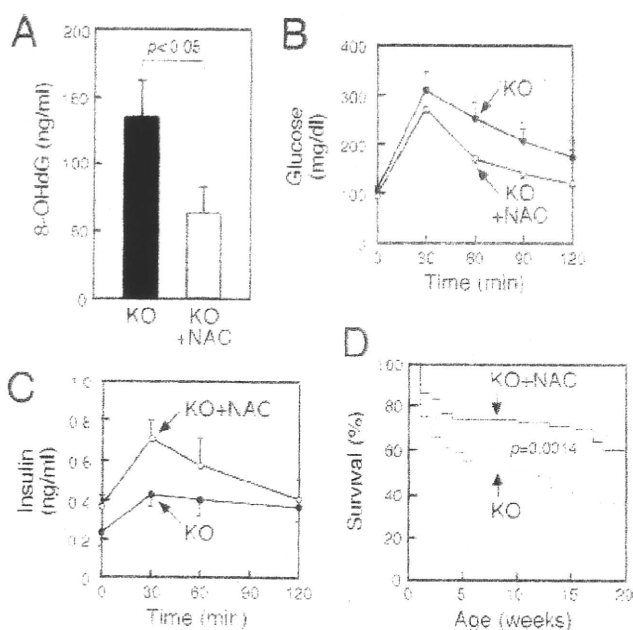 A
200
150
100
50
0
8-OHdG (ng/ml)
p<0.05
KO
KO
+NAC
B
400
300
200
100
0
Glucose
(mg/dl)
KO
KO
+NAC
0 30 60 90 120
Time (min)
C
1.0
0.8
0.6
0.4
0.2
0
Insulin
(ng/ml)
KO+NAC
KO
0 30 60 120
Time (min)
D
100
80
60
40
20
0
Survival (%)
KO+NAC
p=0.0014
KO
0 5 10 15 20
Age (weeks)